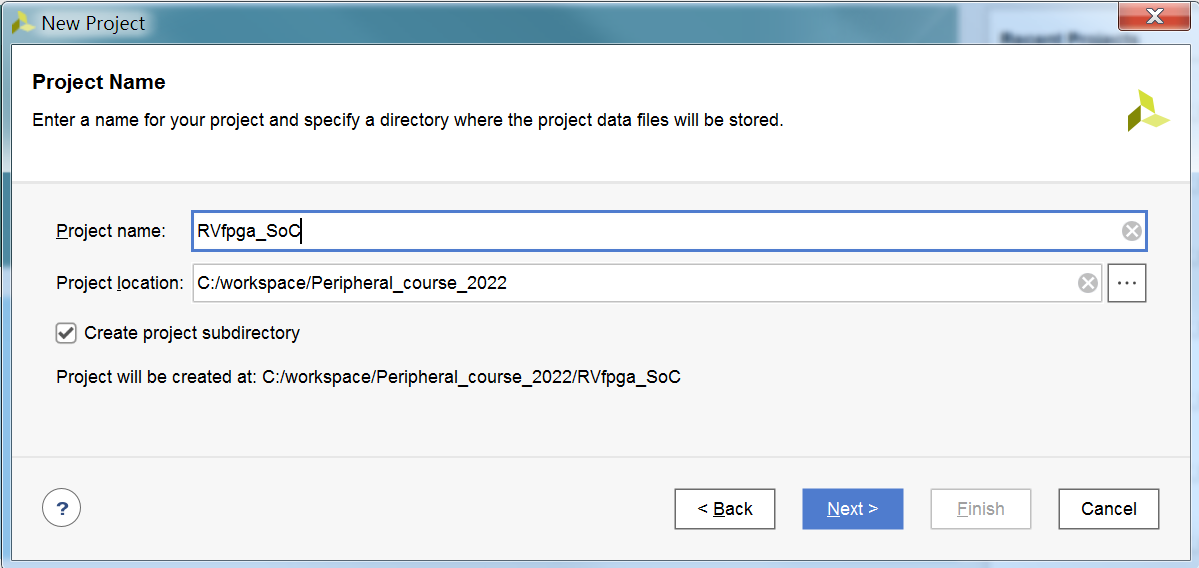 New Project
Recent Projects
Project Name
Enter a name for your project and specify a directory where the project data files will be stored.
Project name: RVfpga_SoC
Project location: C:/workspace/Peripheral_course_2022 ...
Create project subdirectory
Project will be created at: C:/workspace/Peripheral_course_2022/RVfpga_SoC
? < Back Next > Finish Cancel